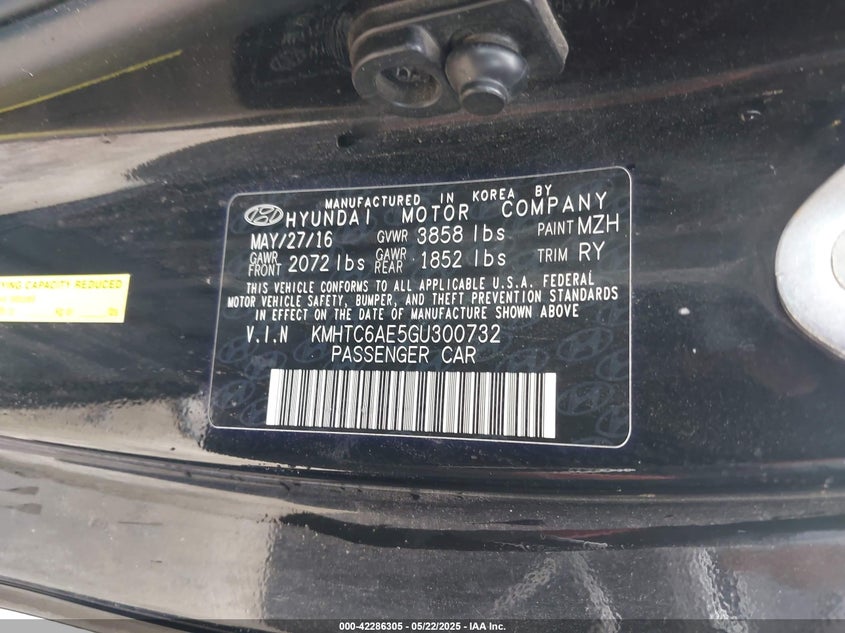 MANUFACTURED IN KOREA BY
HYUNDAI MOTOR COMPANY
MAY/27/16 GVWR 3858 lbs PAINT MZH
GAWR FRONT 2072 lbs GAWR REAR 1852 lbs TRIM RY
THIS VEHICLE CONFORMS TO ALL APPLICABLE U.S.A. FEDERAL
MOTOR VEHICLE SAFETY, BUMPER, AND THEFT PREVENTION STANDARDS
IN EFFECT ON THE DATE OF MANUFACTURE SHOWN ABOVE
V.I.N KMHTC6AE5GU300732
PASSENGER CAR
CAPACITY REDUCED
000-42286305 - 05/22/2025 - IAA Inc.